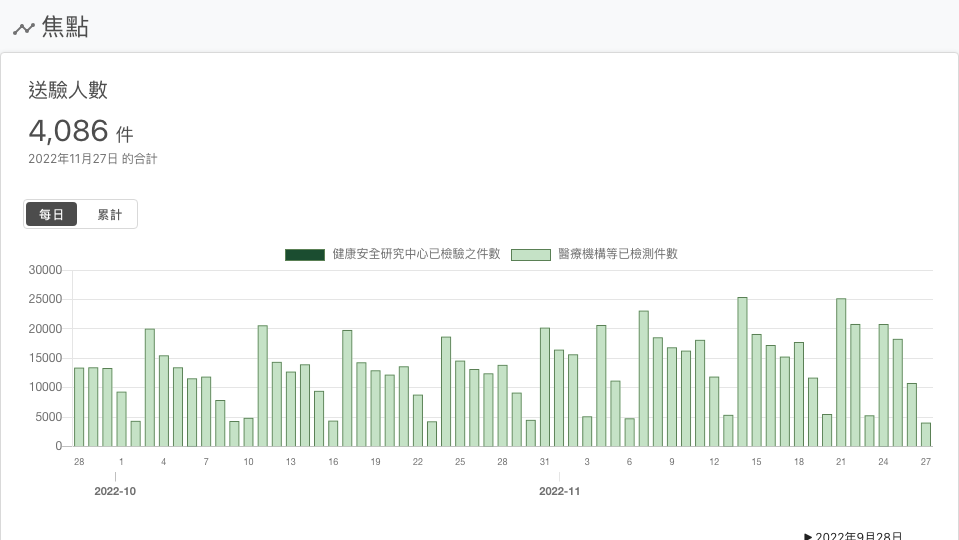 焦點
送驗人數
4,086 件
2022年11月27日 的合計
每日 累計
健康安全研究中心已檢驗之件數 醫療機構等已檢測件數
30000
25000
20000
15000
10000
5000
0
28 1 4 7 10 13 16 19 22 25 28 31 3 6 9 12 15 18 21 24 27
2022-10 2022-11
▶ 2022年9月28日